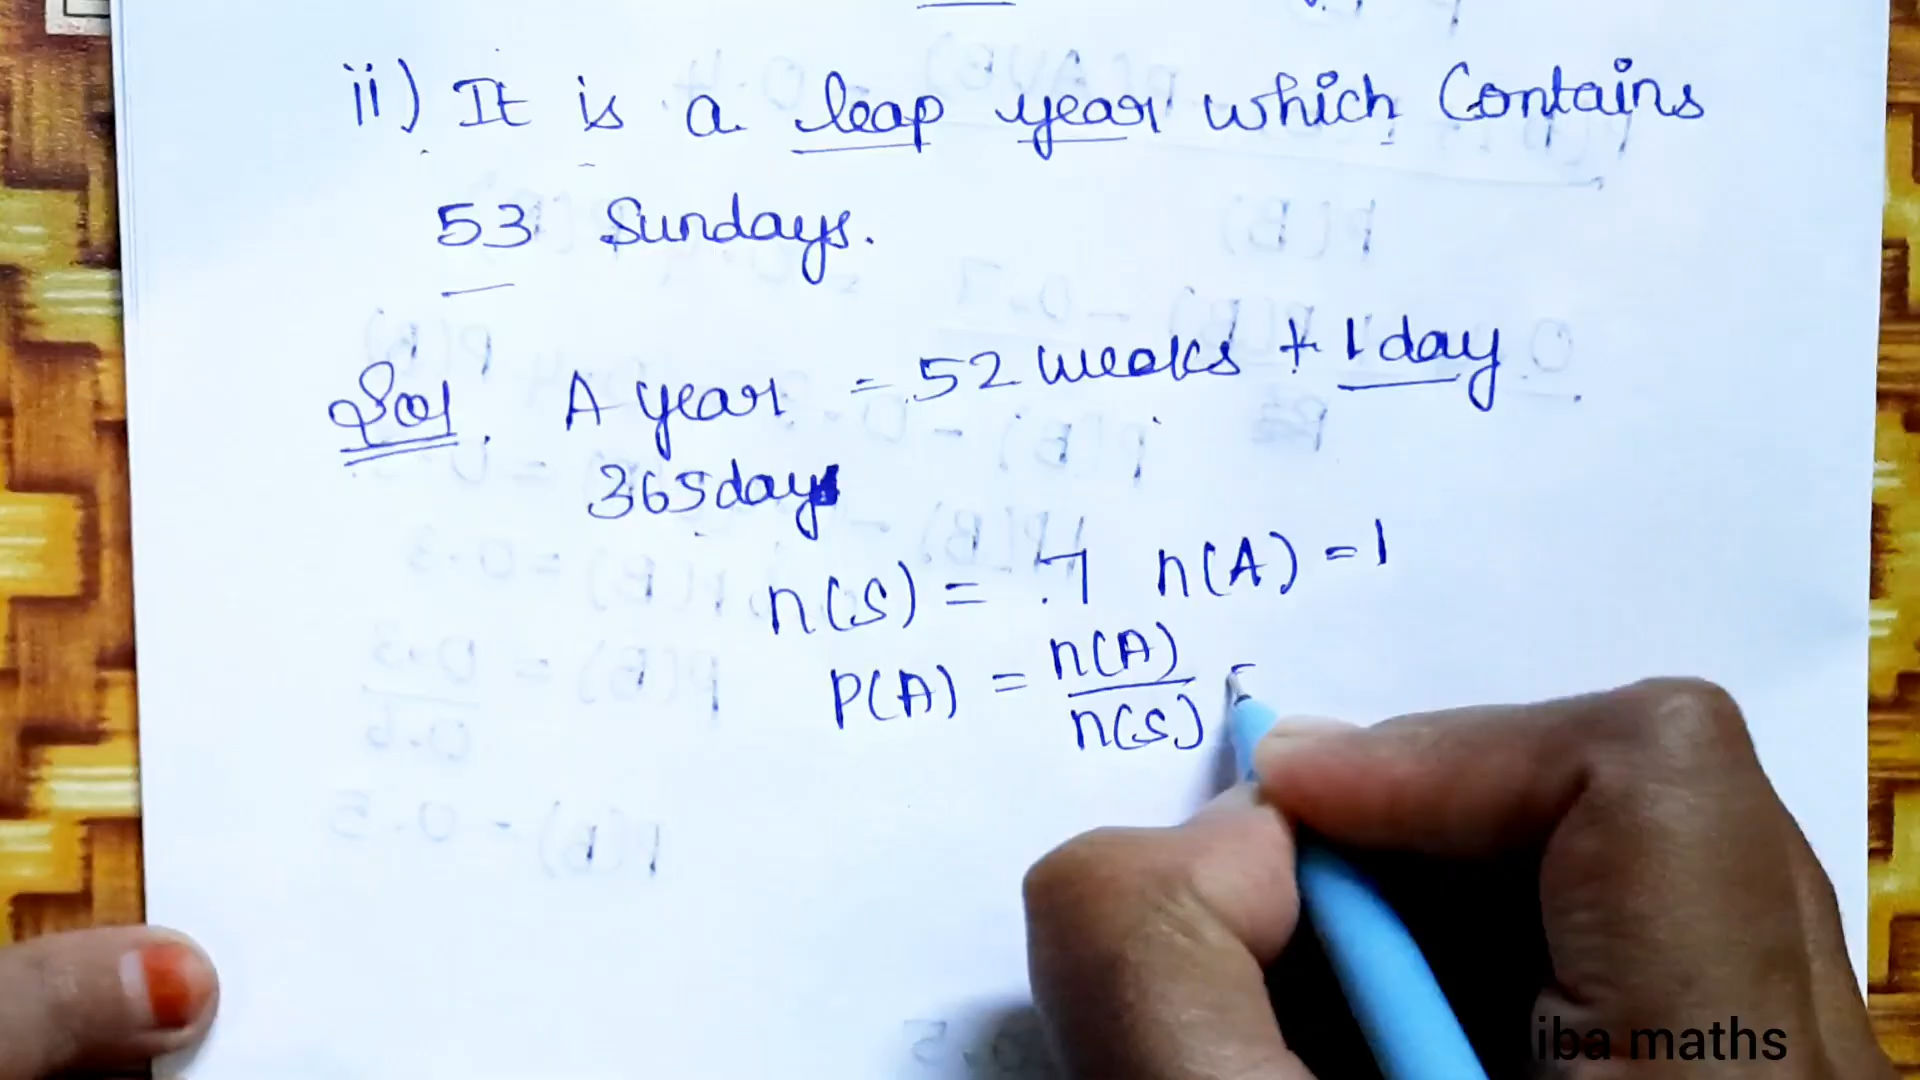 ii) It is a leap year which Contains
53 Sundays.
Sol A year = 52 weeks + 1 day
365 days
n(S) = 7 n(A) = 1
P(A) = n(A)/n(S) =
iba maths